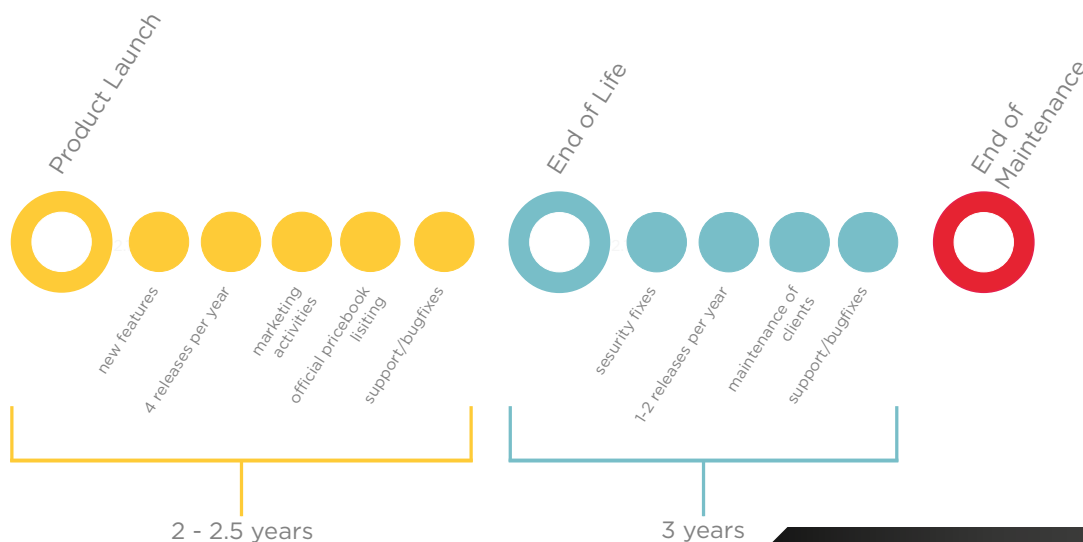 Product Launch
End of Life
End of
Maintenance
new features
4 releases per year
marketing
activities
official pricebook
lisiting
support/bugfixes
sesurity fixes
1-2 releases per year
maintenance of
clients
support/bugfixes
2 - 2.5 years
3 years